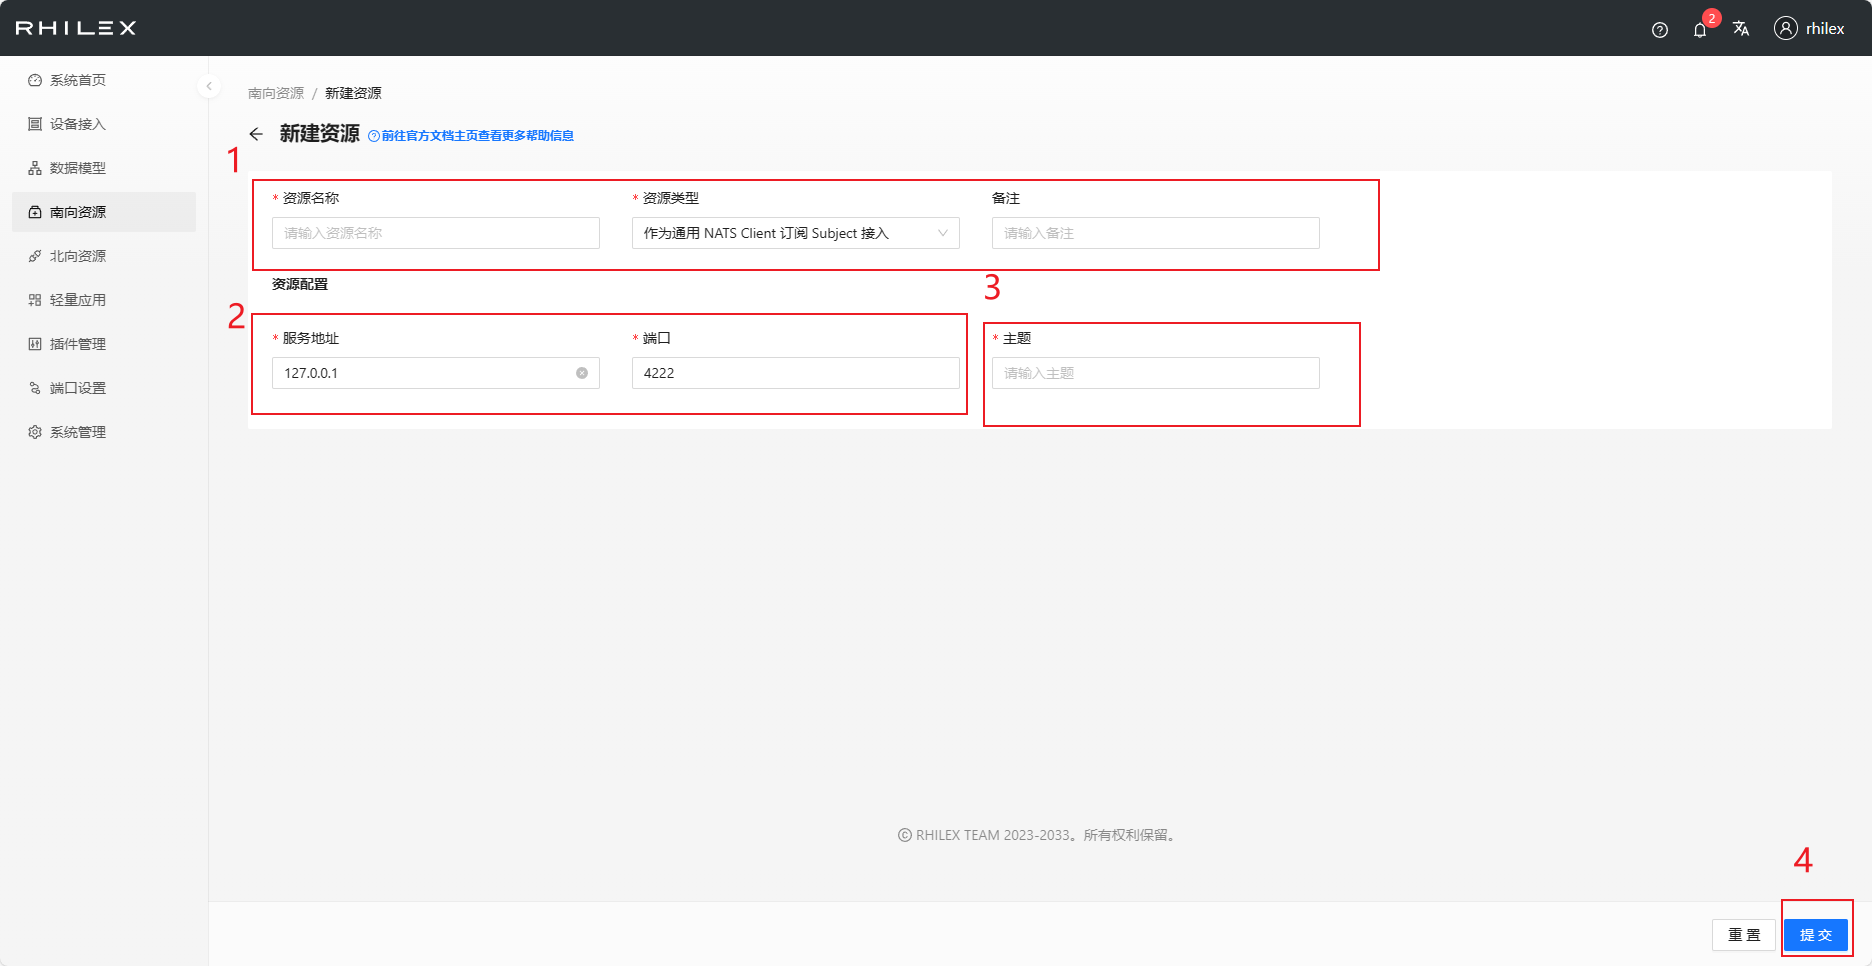 RHILEX
2
rhilex
系统首页
设备接入
数据模型
南向资源
北向资源
轻量应用
插件管理
端口设置
系统管理
南向资源 / 新建资源
新建资源 前往官方文档主页查看更多帮助信息
1
* 资源名称
* 资源类型
备注
请输入资源名称
作为通用 NATS Client 订阅 Subject 接入
请输入备注
资源配置
3
2
* 服务地址
* 端口
* 主题
127.0.0.1
4222
请输入主题
© RHILEX TEAM 2023-2033。所有权利保留。
4
重 置
提 交